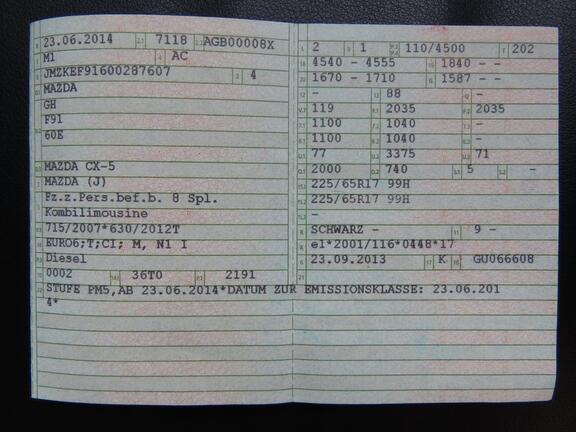 23.06.2014 7118 AGB00008X
M1 AC
JMZKEF91600287607 4
MAZDA
GH
F91
60E
MAZDA CX-5
MAZDA (J)
Fz.z.Pers.bef.b. 8 Spl.
Kombilimousine
715/2007*630/2012T
EURO6;T;CI; M, N1 I
Diesel
0002 36T0 2191
STUFE PM5,AB 23.06.2014*DATUM ZUR EMISSIONSKLASSE: 23.06.201
4*
2 1 110/4500 202
4540 - 4555 1840 - -
1670 - 1710 1587 - -
- 88 -
119 2035 2035
1100 1040 -
1100 1040 -
77 3375 71
2000 740 5 -
225/65R17 99H
225/65R17 99H
-
SCHWARZ - 9 -
e1*2001/116*0448*17
23.09.2013 K GU066608